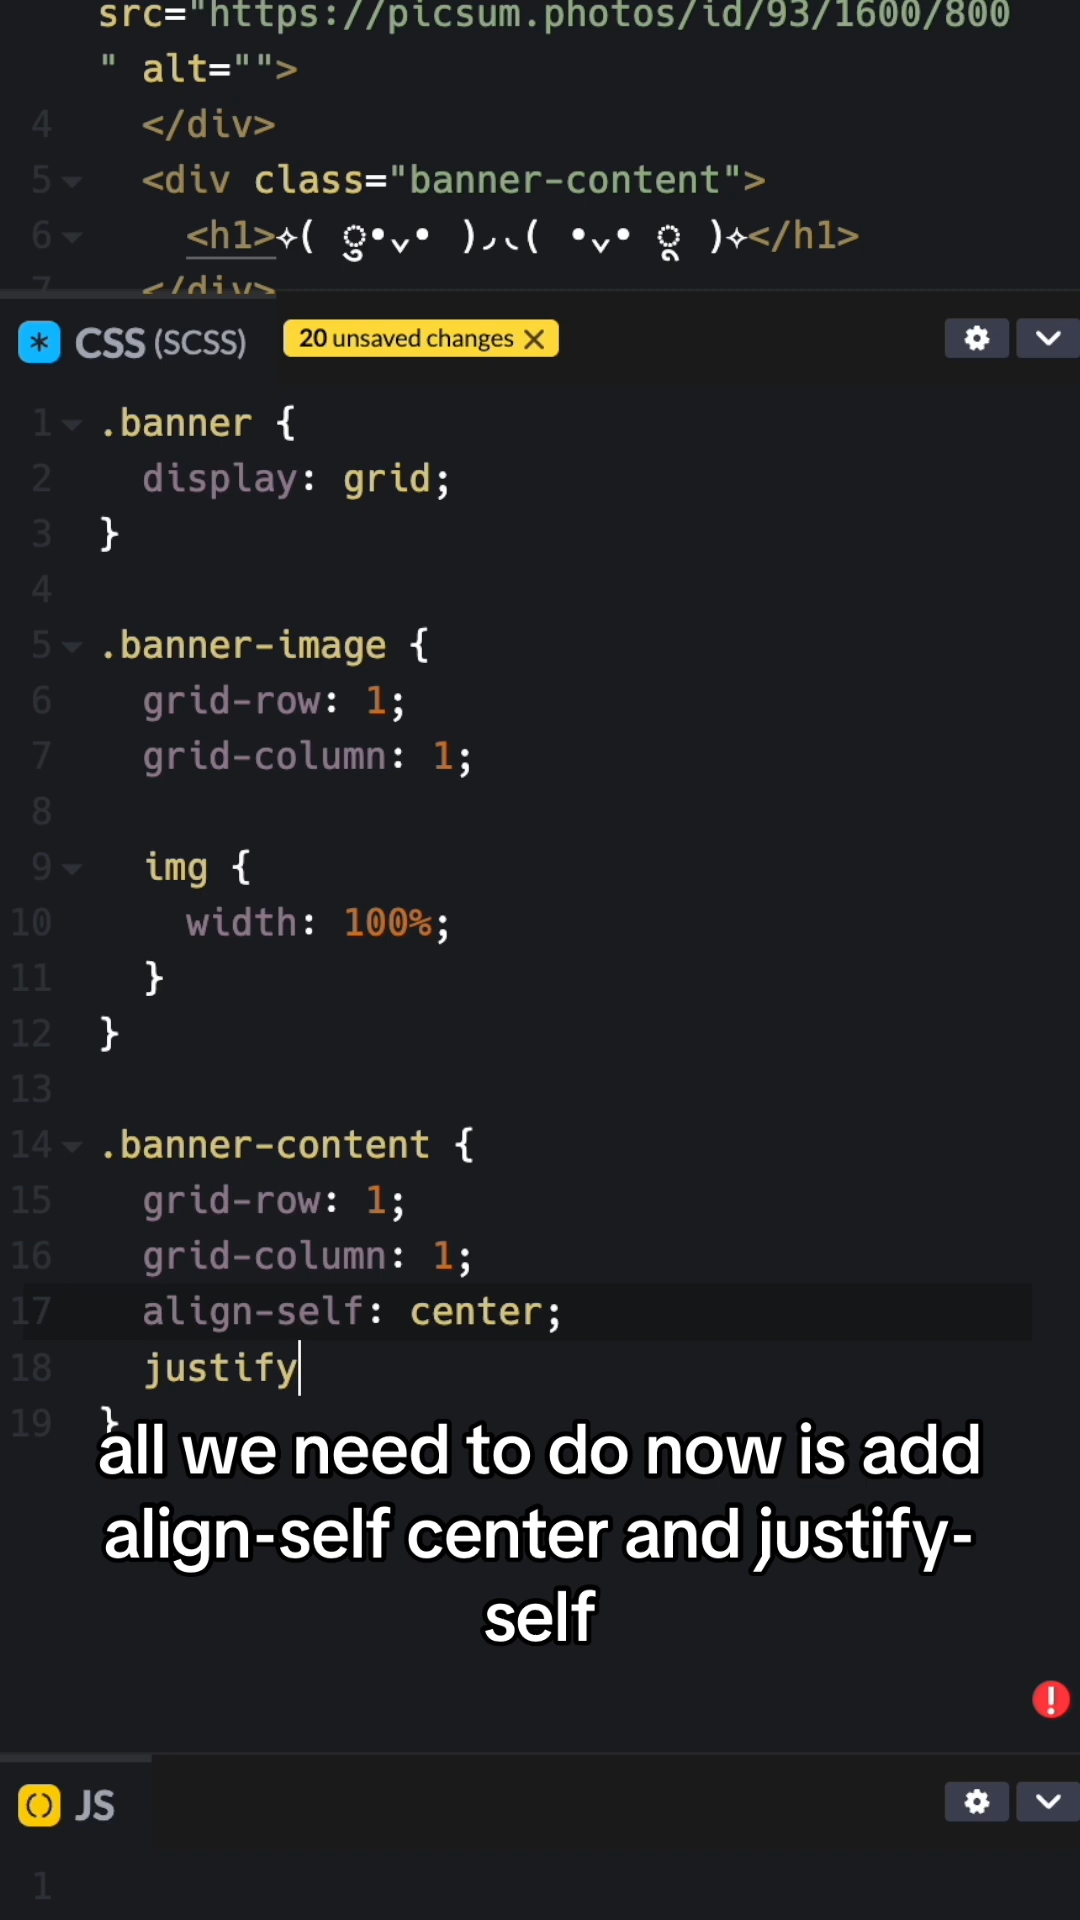 src="https://picsum.photos/id/93/1600/800
" alt="">
4 </div>
5 <div class="banner-content">
6 <h1>✧( ु•⌄• )◞◟( •⌄• ू )✧</h1>
7 </div>
CSS (SCSS) 20 unsaved changes
1 .banner {
2 display: grid;
3 }
4
5 .banner-image {
6 grid-row: 1;
7 grid-column: 1;
8
9 img {
10 width: 100%;
11 }
12 }
13
14 .banner-content {
15 grid-row: 1;
16 grid-column: 1;
17 align-self: center;
18 justify
19 }
all we need to do now is add
align-self center and justify-
self
JS
1